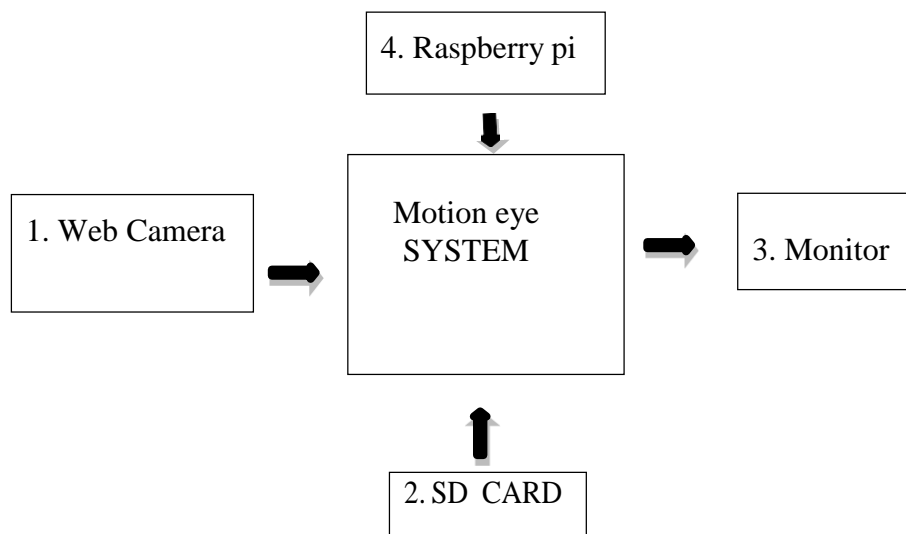 4. Raspberry pi
Motion eye
SYSTEM
1. Web Camera
3. Monitor
2. SD CARD